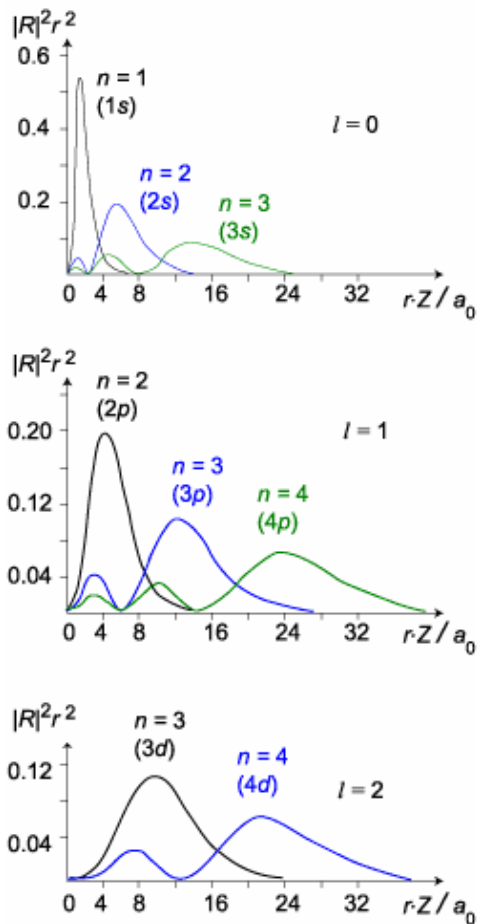 |R|²r²
0.6
0.4
0.2
n = 1
(1s)
n = 2
(2s)
n = 3
(3s)
l = 0
0 4 8 16 24 32 r·Z / a₀
|R|²r²
0.20
0.12
0.04
n = 2
(2p)
n = 3
(3p)
n = 4
(4p)
l = 1
0 4 8 16 24 32 r·Z / a₀
|R|²r²
0.12
0.04
n = 3
(3d)
n = 4
(4d)
l = 2
0 4 8 16 24 32 r·Z / a₀